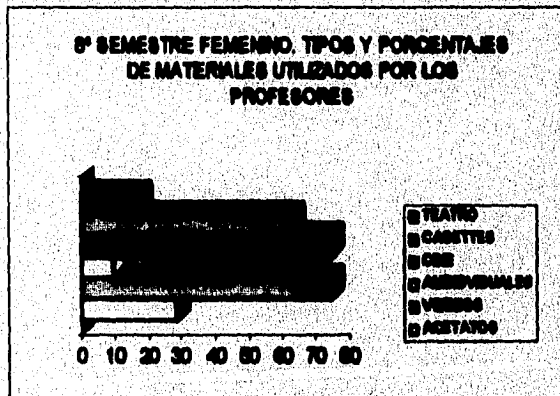 8º SEMESTRE FEMENINO. TIPOS Y PORCENTAJES
DE MATERIALES UTILIZADOS POR LOS
PROFESORES
TEATRO
CASETTES
CINE
AUDIOVISUALES
VIDEOS
ACETATOS
0 10 20 30 40 50 60 70 80